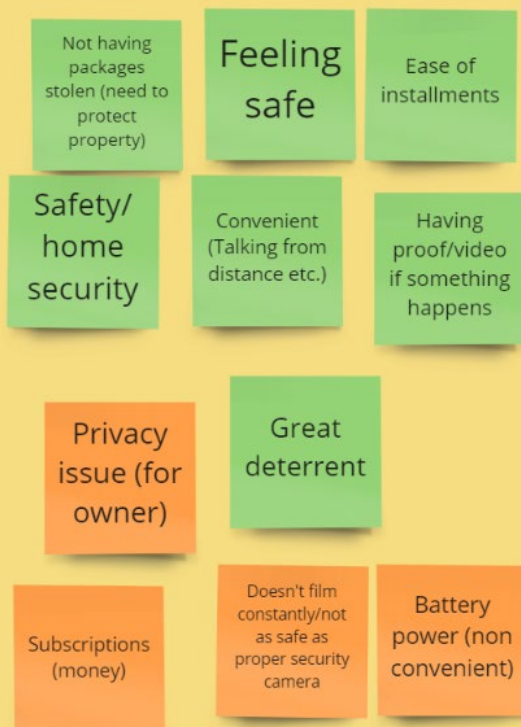 Not having
packages
stolen (need to
protect
property)
Feeling
safe
Ease of
installments
Safety/
home
security
Convenient
(Talking from
distance etc.)
Having
proof/video
if something
happens
Privacy
issue (for
owner)
Great
deterrent
Subscriptions
(money)
Doesn't film
constantly/not
as safe as
proper security
camera
Battery
power (non
convenient)